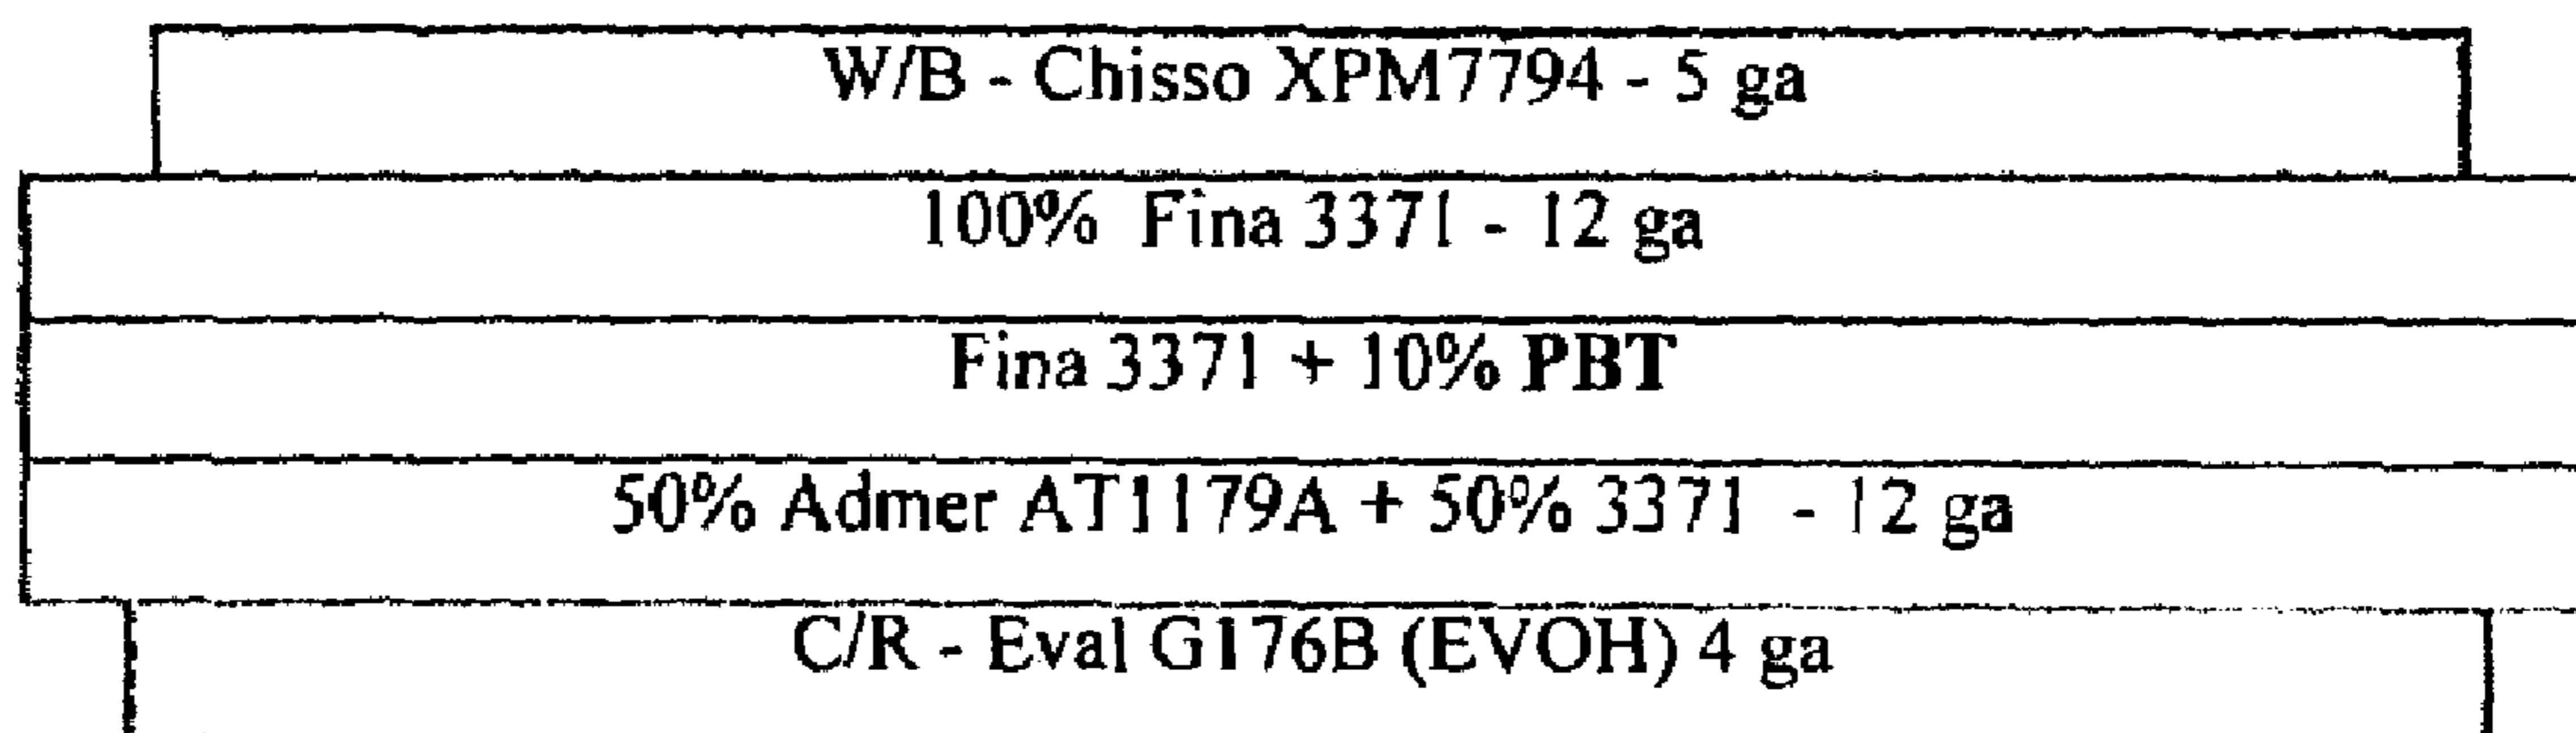 W/B - Chisso XPM7794 - 5 ga
100% Fina 3371 - 12 ga
Fina 3371 + 10% PBT
50% Admer AT1179A + 50% 3371 - 12 ga
C/R - Eval G176B (EVOH) 4 ga